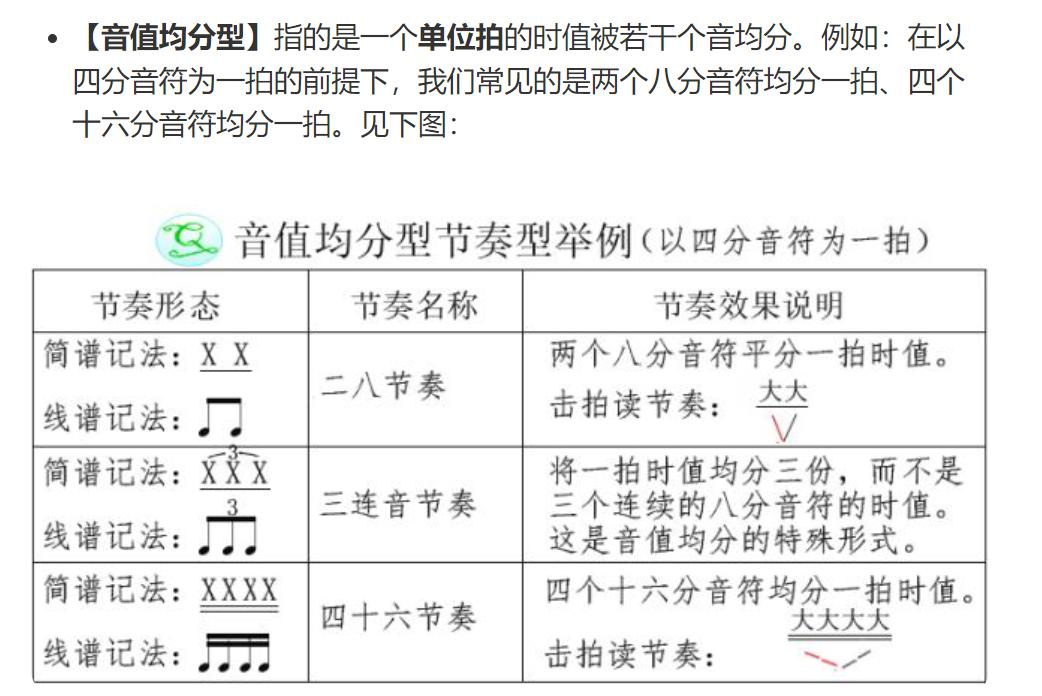 • 【音值均分型】指的是一个单位拍的时值被若干个音均分。例如：在以
四分音符为一拍的前提下，我们常见的是两个八分音符均分一拍、四个
十六分音符均分一拍。见下图：
音值均分型节奏型举例（以四分音符为一拍）
节奏形态 节奏名称 节奏效果说明
简谱记法：X X
线谱记法：
二八节奏
两个八分音符平分一拍时值。
击拍读节奏：大大
3
简谱记法：X X X
3
线谱记法：
三连音节奏
将一拍时值均分三份，而不是
三个连续的八分音符的时值。
这是音值均分的特殊形式。
简谱记法：XXXX
线谱记法：
四十六节奏
四个十六分音符均分一拍时值。
击拍读节奏：大大大大